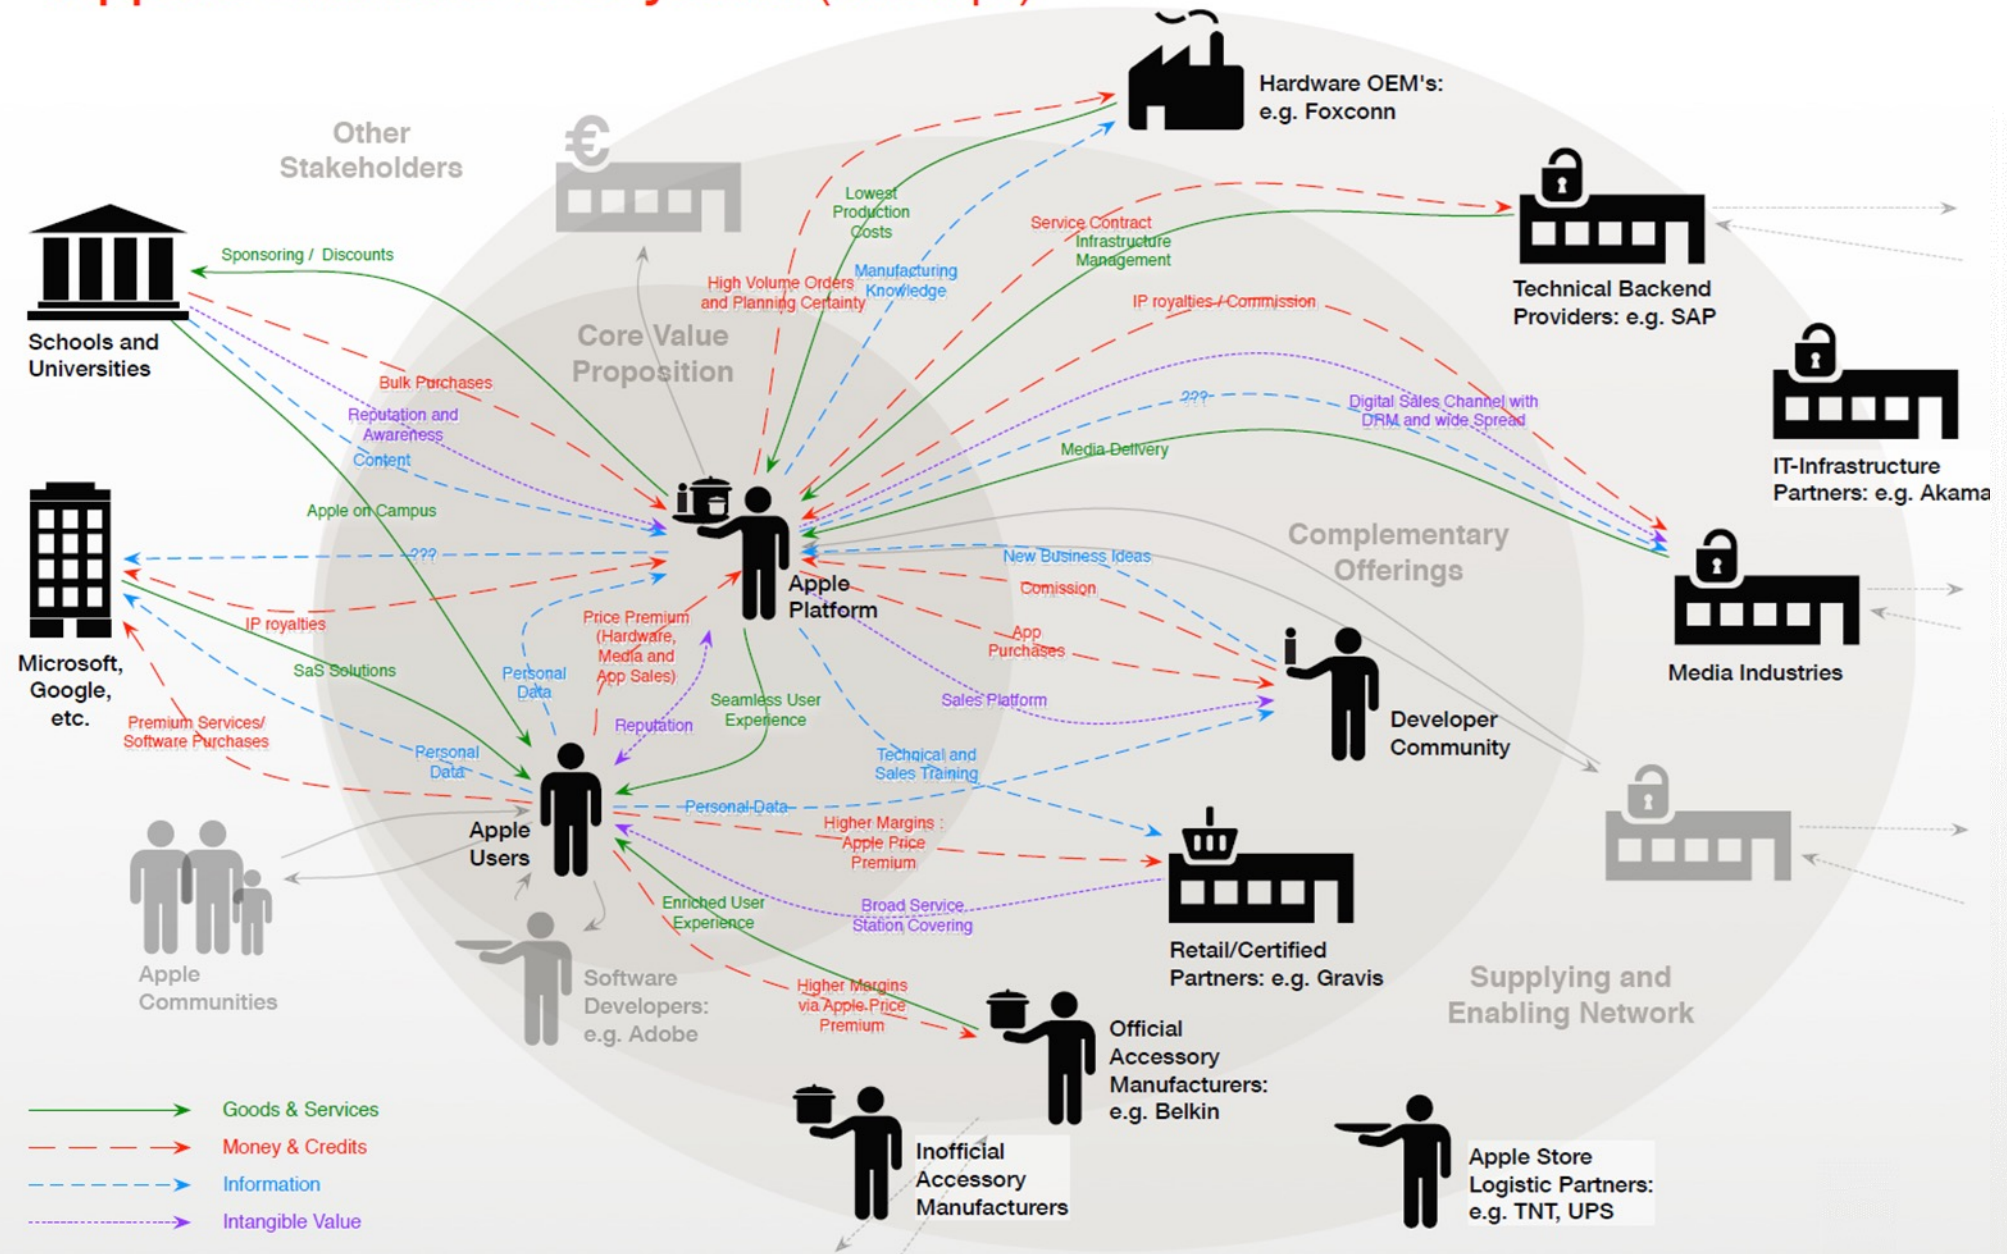 Hardware OEM's:
e.g. Foxconn
Other
Stakeholders
€
Lowest
Production
Costs
Service Contract
Infrastructure
Management
Sponsoring / Discounts
High Volume Orders
and Planning Certainty
Manufacturing
Knowledge
Technical Backend
Providers: e.g. SAP
IP royalties / Commission
Schools and
Universities
Core Value
Proposition
Bulk Purchases
Reputation and
Awareness
Content
???
Digital Sales Channel with
DRM and wide Spread
Media Delivery
IT-Infrastructure
Partners: e.g. Akama
Apple on Campus
???
Complementary
Offerings
New Business Ideas
Comission
Apple
Platform
IP royalties
Price Premium
(Hardware,
Media and
App Sales)
App
Purchases
Microsoft,
Google,
etc.
SaS Solutions
Personal
Data
Seamless User
Experience
Sales Platform
Media Industries
Reputation
Premium Services/
Software Purchases
Personal
Data
Technical and
Sales Training
Developer
Community
Personal Data
Apple
Users
Higher Margins :
Apple Price
Premium
Enriched User
Experience
Broad Service
Station Covering
Retail/Certified
Partners: e.g. Gravis
Apple
Communities
Software
Developers:
e.g. Adobe
Higher Margins
via Apple Price
Premium
Supplying and
Enabling Network
Official
Accessory
Manufacturers:
e.g. Belkin
Inofficial
Accessory
Manufacturers
Apple Store
Logistic Partners:
e.g. TNT, UPS
Goods & Services
Money & Credits
Information
Intangible Value